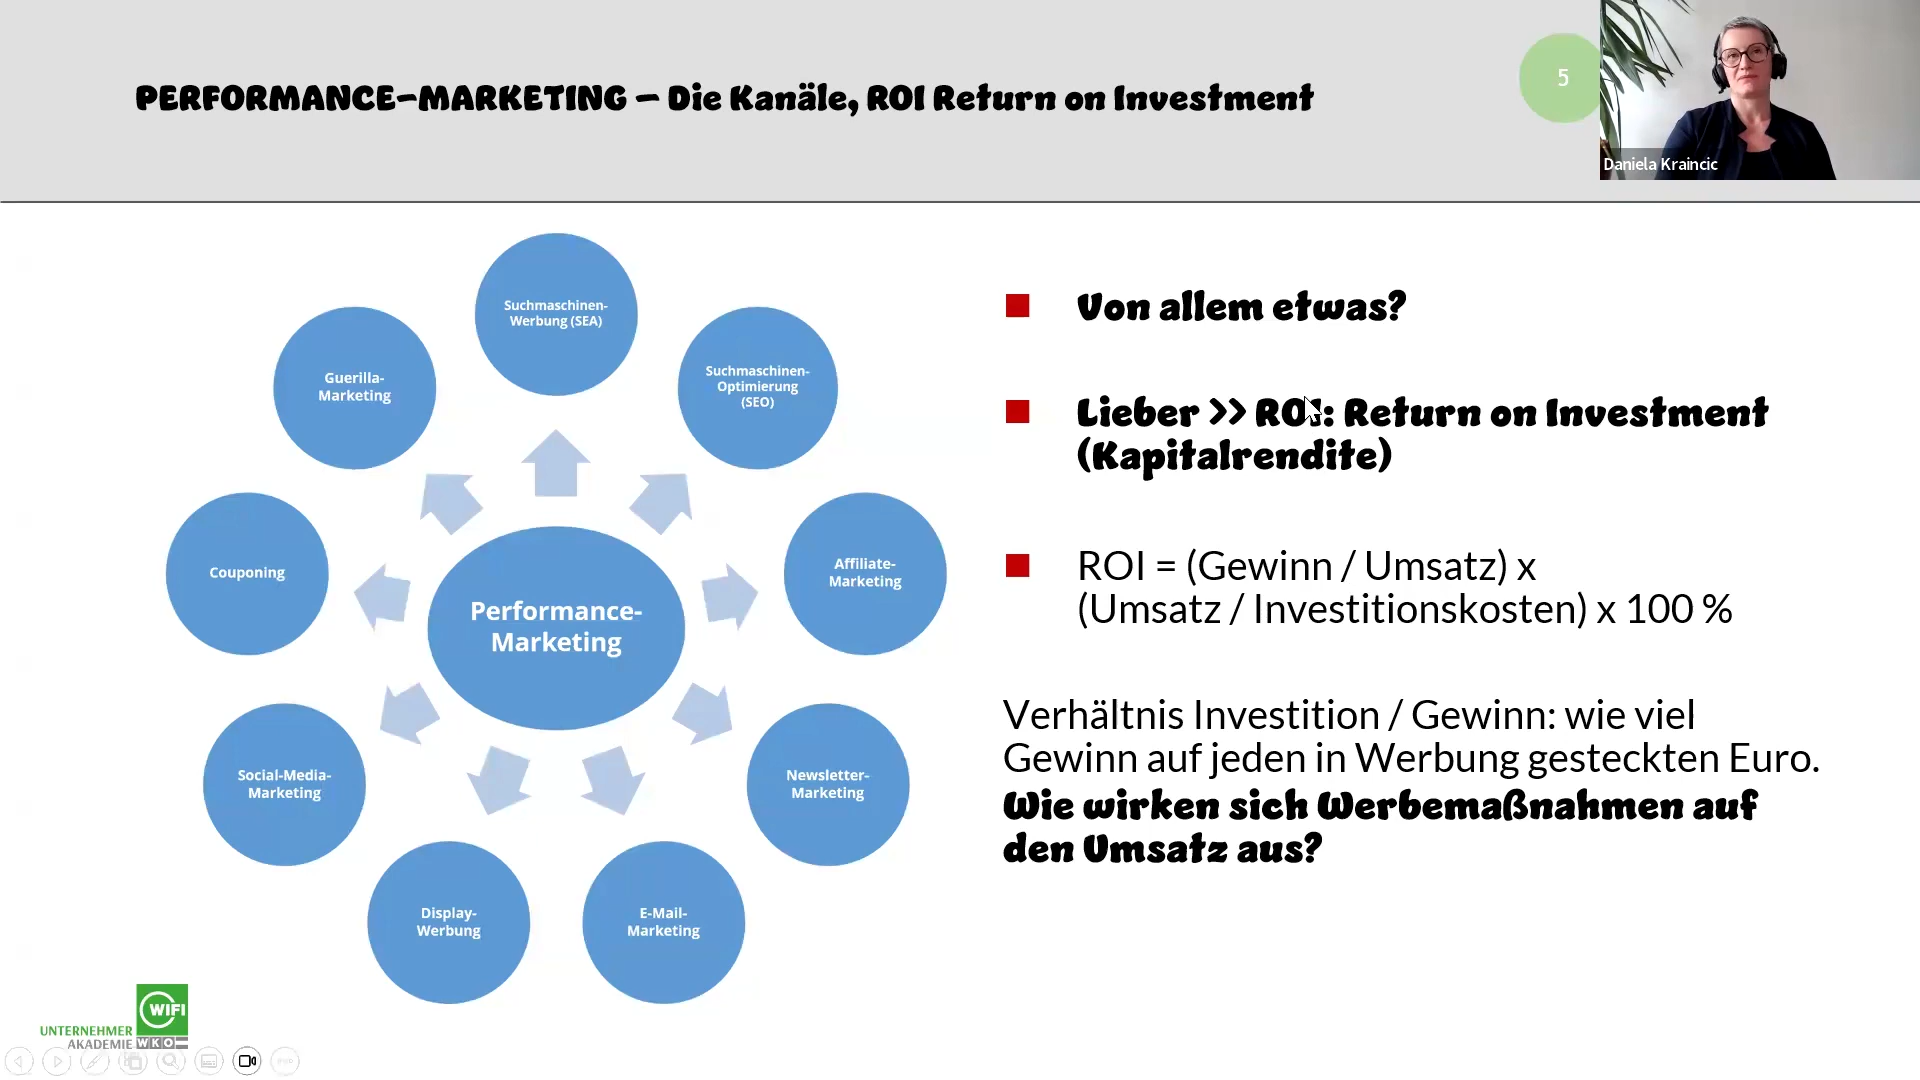 PERFORMANCE-MARKETING – Die Kanäle, ROI Return on Investment
5
Daniela Kraincic
Suchmaschinen-
Werbung (SEA)
Suchmaschinen-
Optimierung
(SEO)
Affiliate-
Marketing
Newsletter-
Marketing
E-Mail-
Marketing
Display-
Werbung
Social-Media-
Marketing
Couponing
Guerilla-
Marketing
Performance-
Marketing
Von allem etwas?
Lieber >> ROI: Return on Investment
(Kapitalrendite)
ROI = (Gewinn / Umsatz) x
(Umsatz / Investitionskosten) x 100 %
Verhältnis Investition / Gewinn: wie viel
Gewinn auf jeden in Werbung gesteckten Euro.
Wie wirken sich Werbemaßnahmen auf
den Umsatz aus?
WIFI
UNTERNEHMER
AKADEMIE WKO